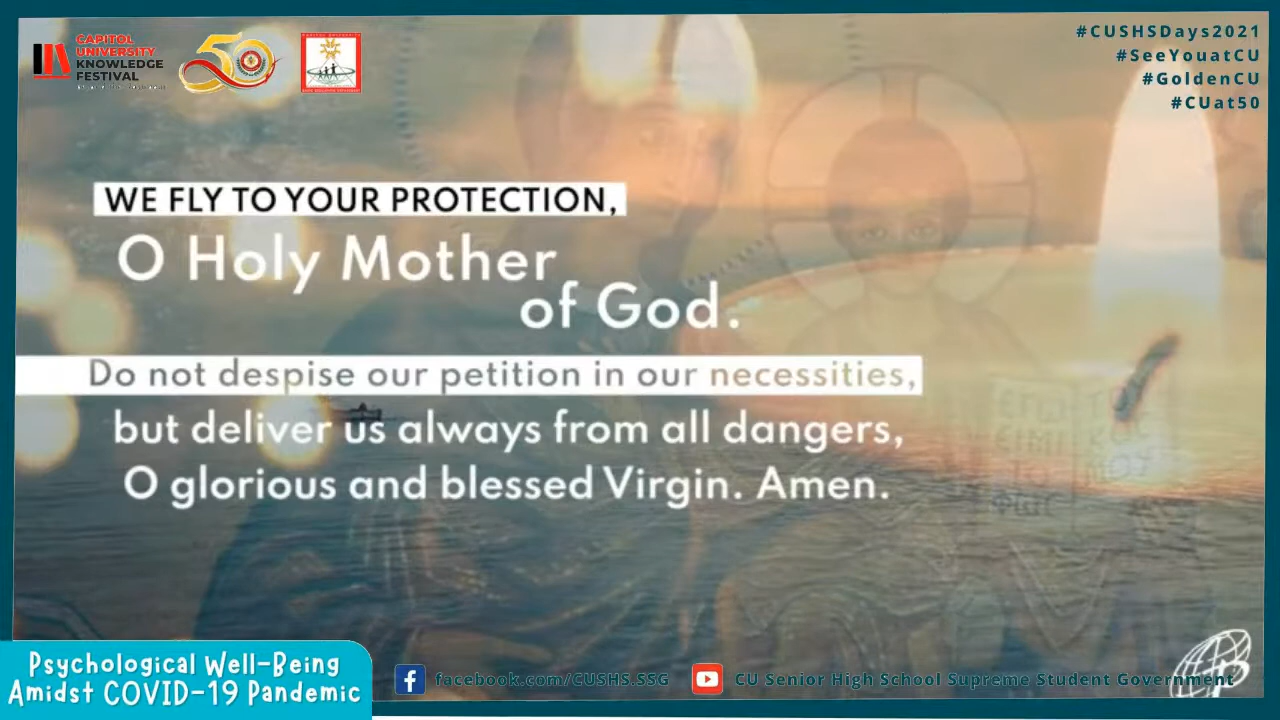 CAPITOL
UNIVERSITY
KNOWLEDGE
FESTIVAL
50
#CUSHSDays2021
#SeeYouatCU
#GoldenCU
#CUat50
WE FLY TO YOUR PROTECTION,
O Holy Mother
of God.
Do not despise our petition in our necessities,
but deliver us always from all dangers,
O glorious and blessed Virgin. Amen.
Psychological Well-Being
Amidst COVID-19 Pandemic
facebook.com/CUSHS.SSG
CU Senior High School Supreme Student Government